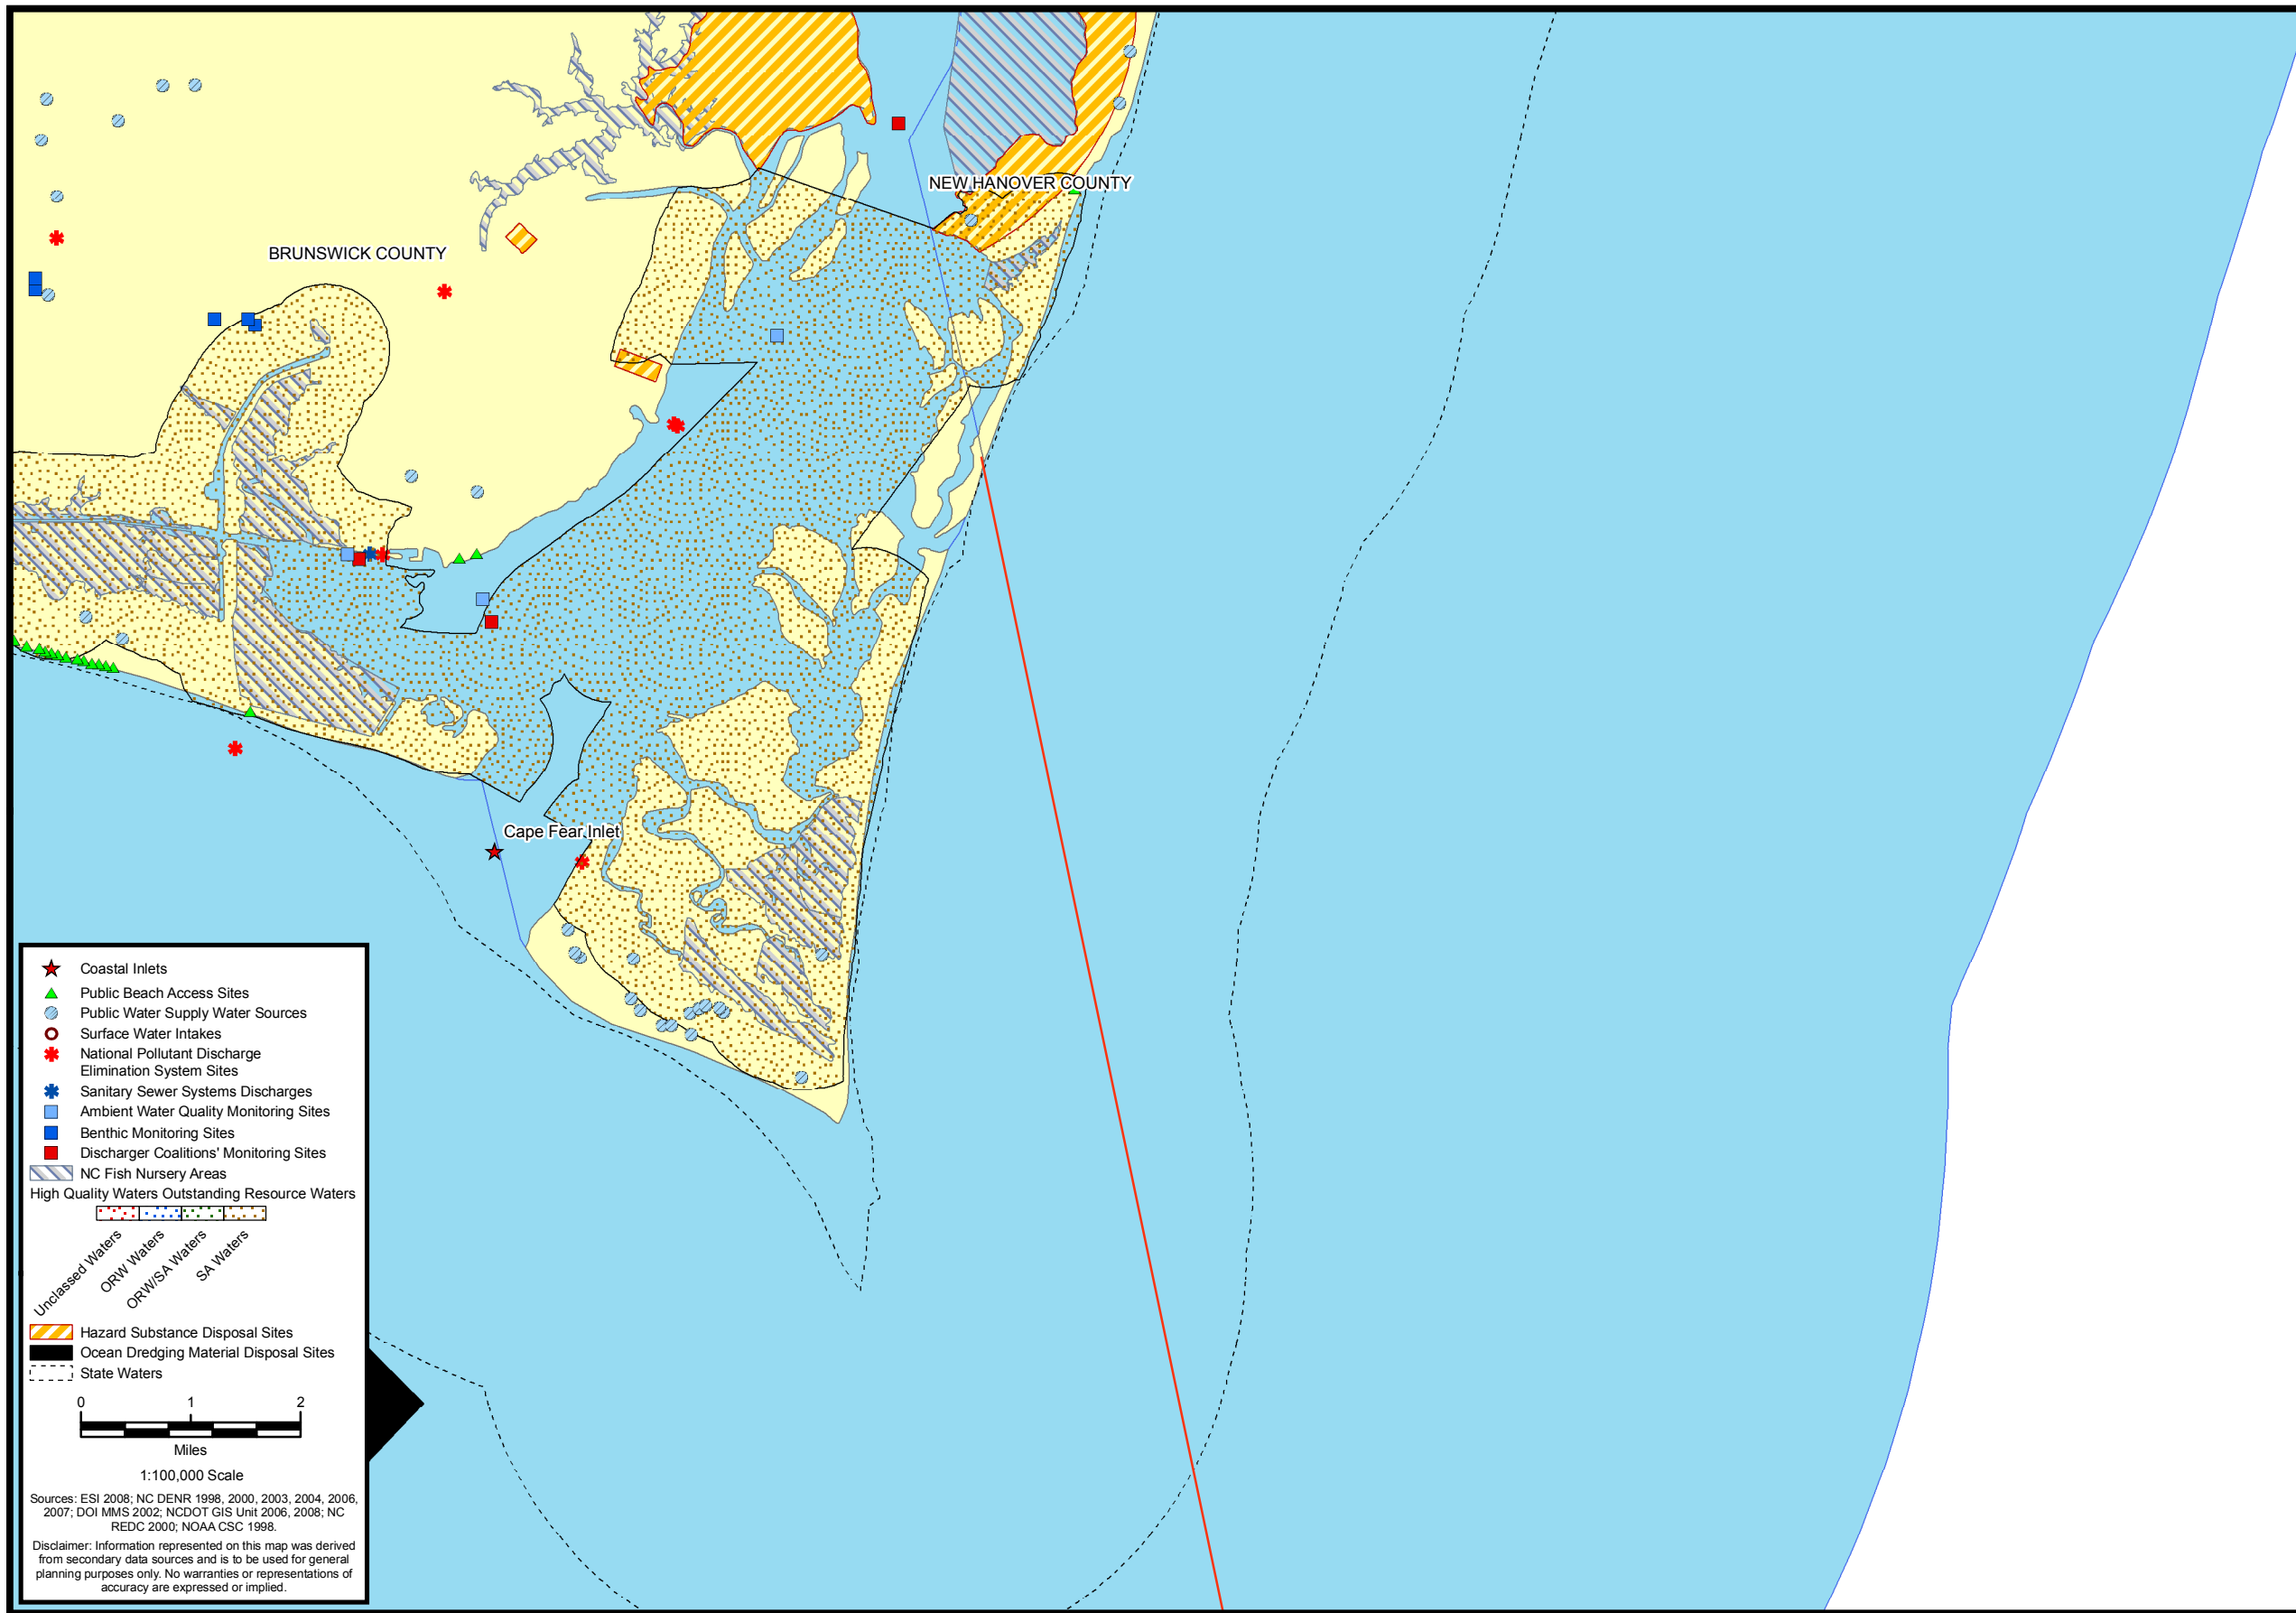 NEW HANOVER COUNTY
BRUNSWICK COUNTY
Cape Fear Inlet
Coastal Inlets
Public Beach Access Sites
Public Water Supply Water Sources
Surface Water Intakes
National Pollutant Discharge
Elimination System Sites
Sanitary Sewer Systems Discharges
Ambient Water Quality Monitoring Sites
Benthic Monitoring Sites
Discharger Coalitions' Monitoring Sites
NC Fish Nursery Areas
High Quality Waters Outstanding Resource Waters
Unclassed Waters
ORW Waters
ORW/SA Waters
SA Waters
Hazard Substance Disposal Sites
Ocean Dredging Material Disposal Sites
State Waters
0 1 2
Miles
1:100,000 Scale
Sources: ESI 2008; NC DENR 1998, 2000, 2003, 2004, 2006,
2007; DOI MMS 2002; NCDOT GIS Unit 2006, 2008; NC
REDC 2000; NOAA CSC 1998.
Disclaimer: Information represented on this map was derived
from secondary data sources and is to be used for general
planning purposes only. No warranties or representations of
accuracy are expressed or implied.